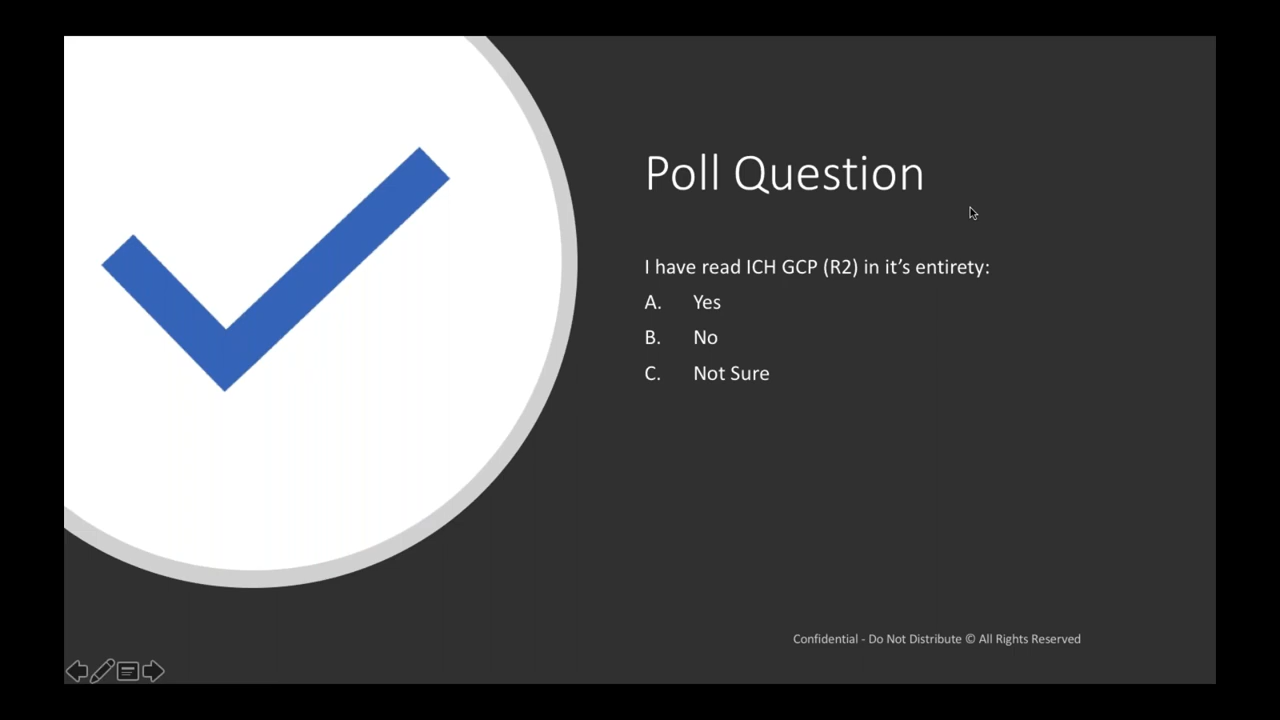 Poll Question
I have read ICH GCP (R2) in it’s entirety:
A. Yes
B. No
C. Not Sure
Confidential - Do Not Distribute © All Rights Reserved